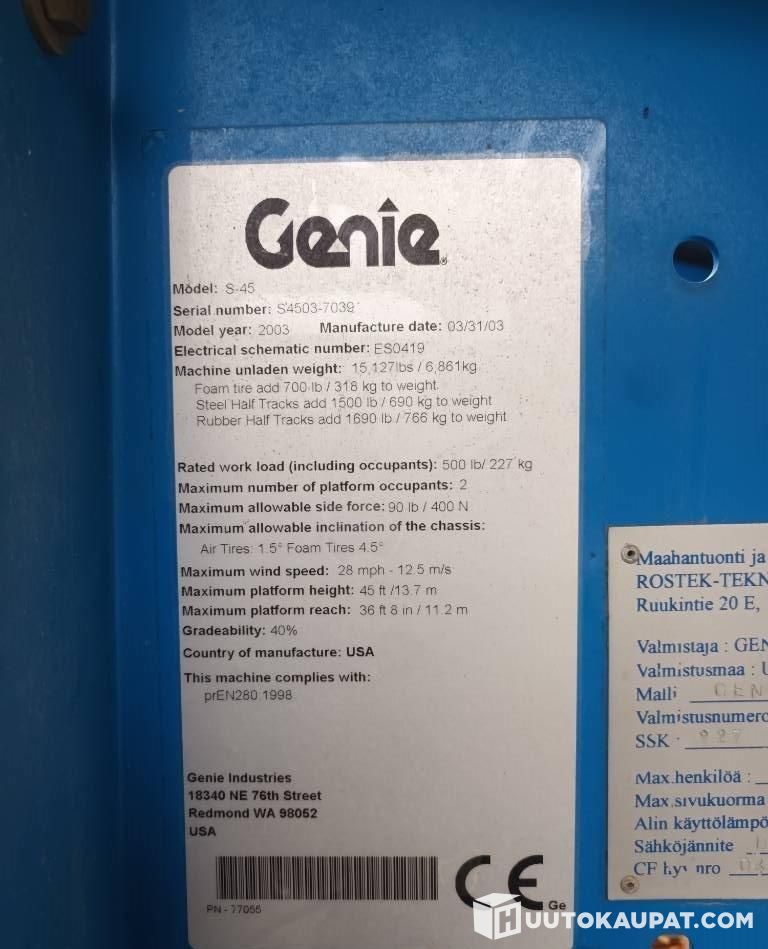 Genie
Model: S-45
Serial number: S4503-7039
Model year: 2003 Manufacture date: 03/31/03
Electrical schematic number: ES0419
Machine unladen weight: 15,127lbs / 6,861kg
Foam tire add 700 lb / 318 kg to weight.
Steel Half Tracks add 1500 lb / 690 kg to weight
Rubber Half Tracks add 1690 lb / 766 kg to weight
Rated work load (including occupants): 500 lb/ 227 kg
Maximum number of platform occupants: 2
Maximum allowable side force: 90 lb / 400 N
Maximum allowable inclination of the chassis:
Air Tires: 1.5° Foam Tires 4.5°
Maximum wind speed: 28 mph - 12.5 m/s
Maximum platform height: 45 ft /13.7 m
Maximum platform reach: 36 ft 8 in / 11.2 m
Gradeability: 40%
Country of manufacture: USA
This machine complies with:
prEN280:1998
Genie Industries
18340 NE 76th Street
Redmond WA 98052
USA
PN - 77055
CE
Ge
Maahantuonti ja
ROSTEK-TEKN
Ruukintie 20 E,
Valmistaja : GEN
Valmistusmaa : U
Malli GEN
Valmistusnumero
SSK : 927
Max.henkilöä :
Max.sivukuorma
Alin käyttölämpö
Sähköjännite
CF hyv nro
HUUTOKAUPAT.COM